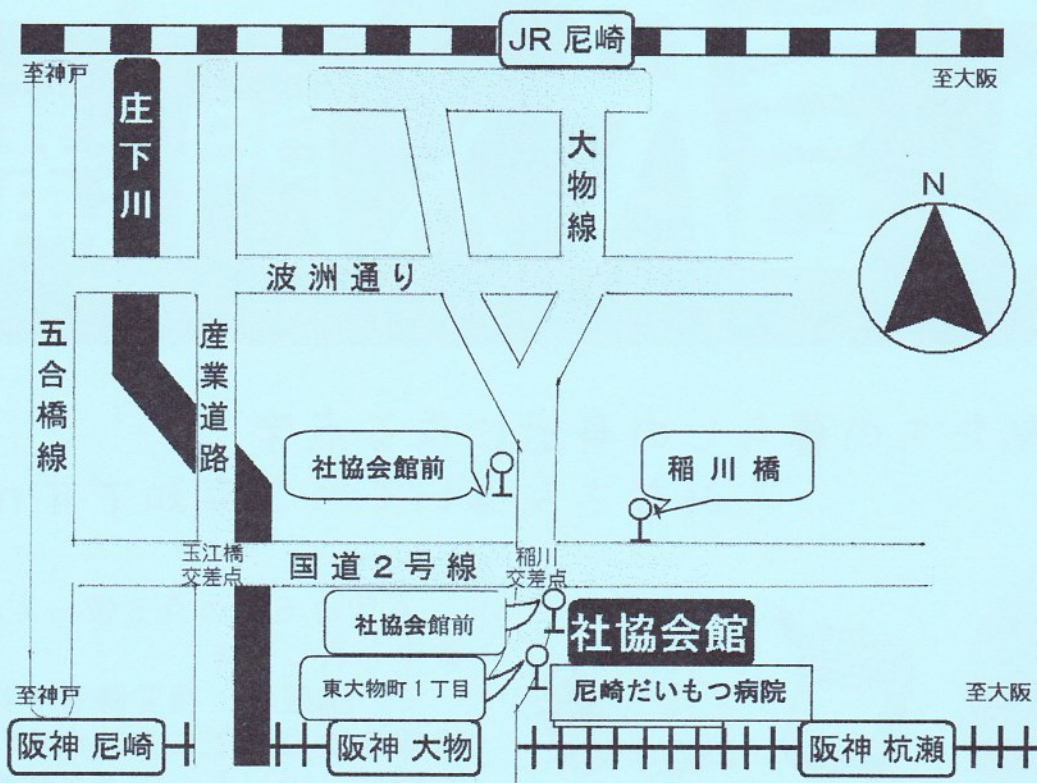 JR 尼崎
至神戸
至大阪
庄下川
大物線
N
波洲通り
五合橋線
産業道路
社協会館前
稲川橋
玉江橋
交差点
国道2号線
稲川
交差点
社協会館前
社協会館
東大物町1丁目
尼崎だいもつ病院
至神戸
至大阪
阪神 尼崎
阪神 大物
阪神 杭瀬